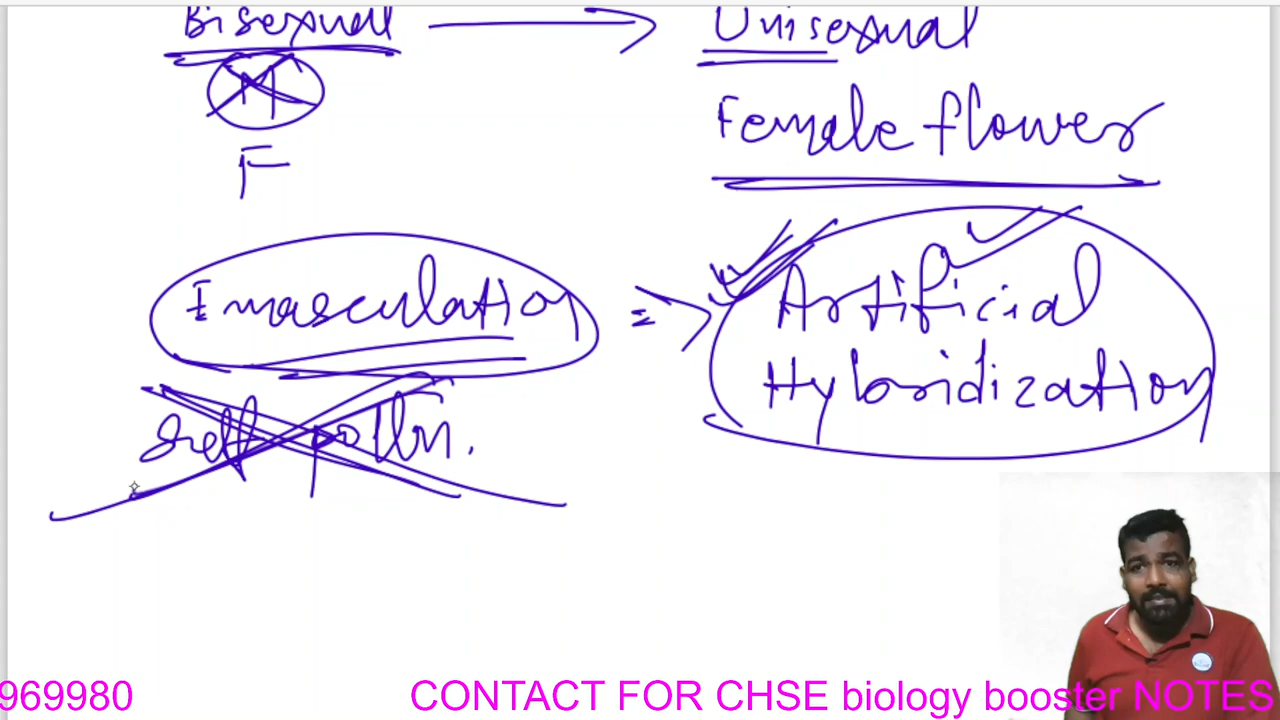 Bisexual → Unisexual
M
F
Female flower
Emasculation => Artificial
Hybridization
self polln.
969980 CONTACT FOR CHSE biology booster NOTES